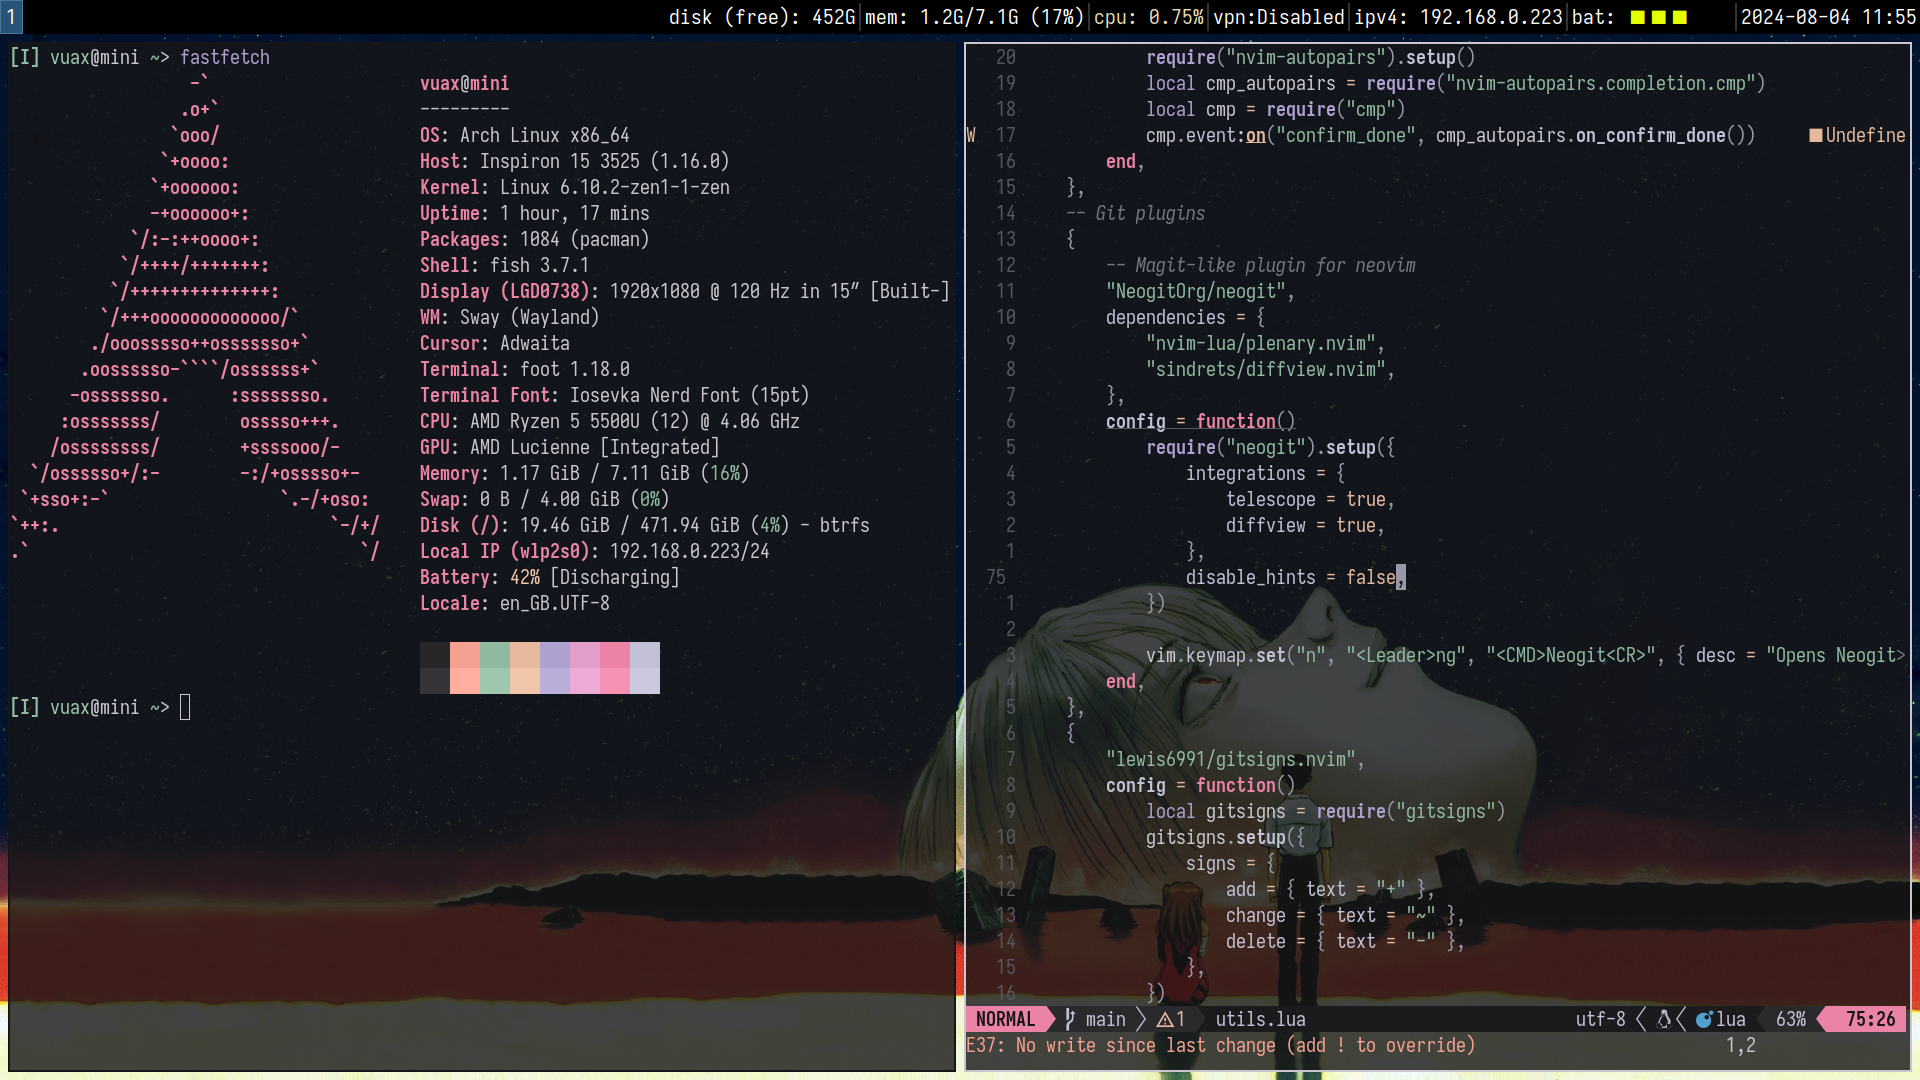 1 disk (free): 452G mem: 1.2G/7.1G (17%) cpu: 0.75% vpn:Disabled ipv4: 192.168.0.223 bat: 2024-08-04 11:55
[I] vuax@mini ~> fastfetch
                  -`
                 .o+`
                `ooo/
               `+oooo:
              `+oooooo:
              -+oooooo+:
            `/:-:++oooo+:
           `/++++/+++++++:
          `/++++++++++++++:
         `/+++ooooooooooooo/`
        ./ooosssso++osssssso+`
       .oossssso-````/ossssss+`
      -osssssso.      :ssssssso.
     :osssssss/        osssso+++.
    /ossssssss/        +ssssooo/-
  `/ossssso+/:-        -:/+osssso+-
 `+sso+:-`                 `.-/+oso:
`++:.                           `-/+/
.`                                 `/
vuax@mini
---------
OS: Arch Linux x86_64
Host: Inspiron 15 3525 (1.16.0)
Kernel: Linux 6.10.2-zen1-1-zen
Uptime: 1 hour, 17 mins
Packages: 1084 (pacman)
Shell: fish 3.7.1
Display (LGD0738): 1920x1080 @ 120 Hz in 15″ [Built-]
WM: Sway (Wayland)
Cursor: Adwaita
Terminal: foot 1.18.0
Terminal Font: Iosevka Nerd Font (15pt)
CPU: AMD Ryzen 5 5500U (12) @ 4.06 GHz
GPU: AMD Lucienne [Integrated]
Memory: 1.17 GiB / 7.11 GiB (16%)
Swap: 0 B / 4.00 GiB (0%)
Disk (/): 19.46 GiB / 471.94 GiB (4%) - btrfs
Local IP (wlp2s0): 192.168.0.223/24
Battery: 42% [Discharging]
Locale: en_GB.UTF-8
[I] vuax@mini ~>
20 require("nvim-autopairs").setup()
19 local cmp_autopairs = require("nvim-autopairs.completion.cmp")
18 local cmp = require("cmp")
W 17 cmp.event:on("confirm_done", cmp_autopairs.on_confirm_done()) ■Undefine
16 end,
15 },
14 -- Git plugins
13 {
12 -- Magit-like plugin for neovim
11 "NeogitOrg/neogit",
10 dependencies = {
9 "nvim-lua/plenary.nvim",
8 "sindrets/diffview.nvim",
7 },
6 config = function()
5 require("neogit").setup({
4 integrations = {
3 telescope = true,
2 diffview = true,
1 },
75 disable_hints = false,
1 })
2
3 vim.keymap.set("n", "<Leader>ng", "<CMD>Neogit<CR>", { desc = "Opens Neogit>
4 end,
5 },
6 {
7 "lewis6991/gitsigns.nvim",
8 config = function()
9 local gitsigns = require("gitsigns")
10 gitsigns.setup({
11 signs = {
12 add = { text = "+" },
13 change = { text = "~" },
14 delete = { text = "-" },
15 },
16 })
NORMAL main 1 utils.lua utf-8 lua 63% 75:26
E37: No write since last change (add ! to override) 1,2